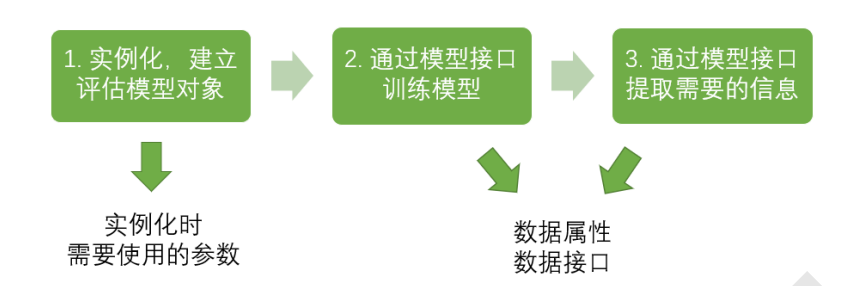 1. 实例化，建立
评估模型对象
2. 通过模型接口
训练模型
3. 通过模型接口
提取需要的信息
实例化时
需要使用的参数
数据属性
数据接口